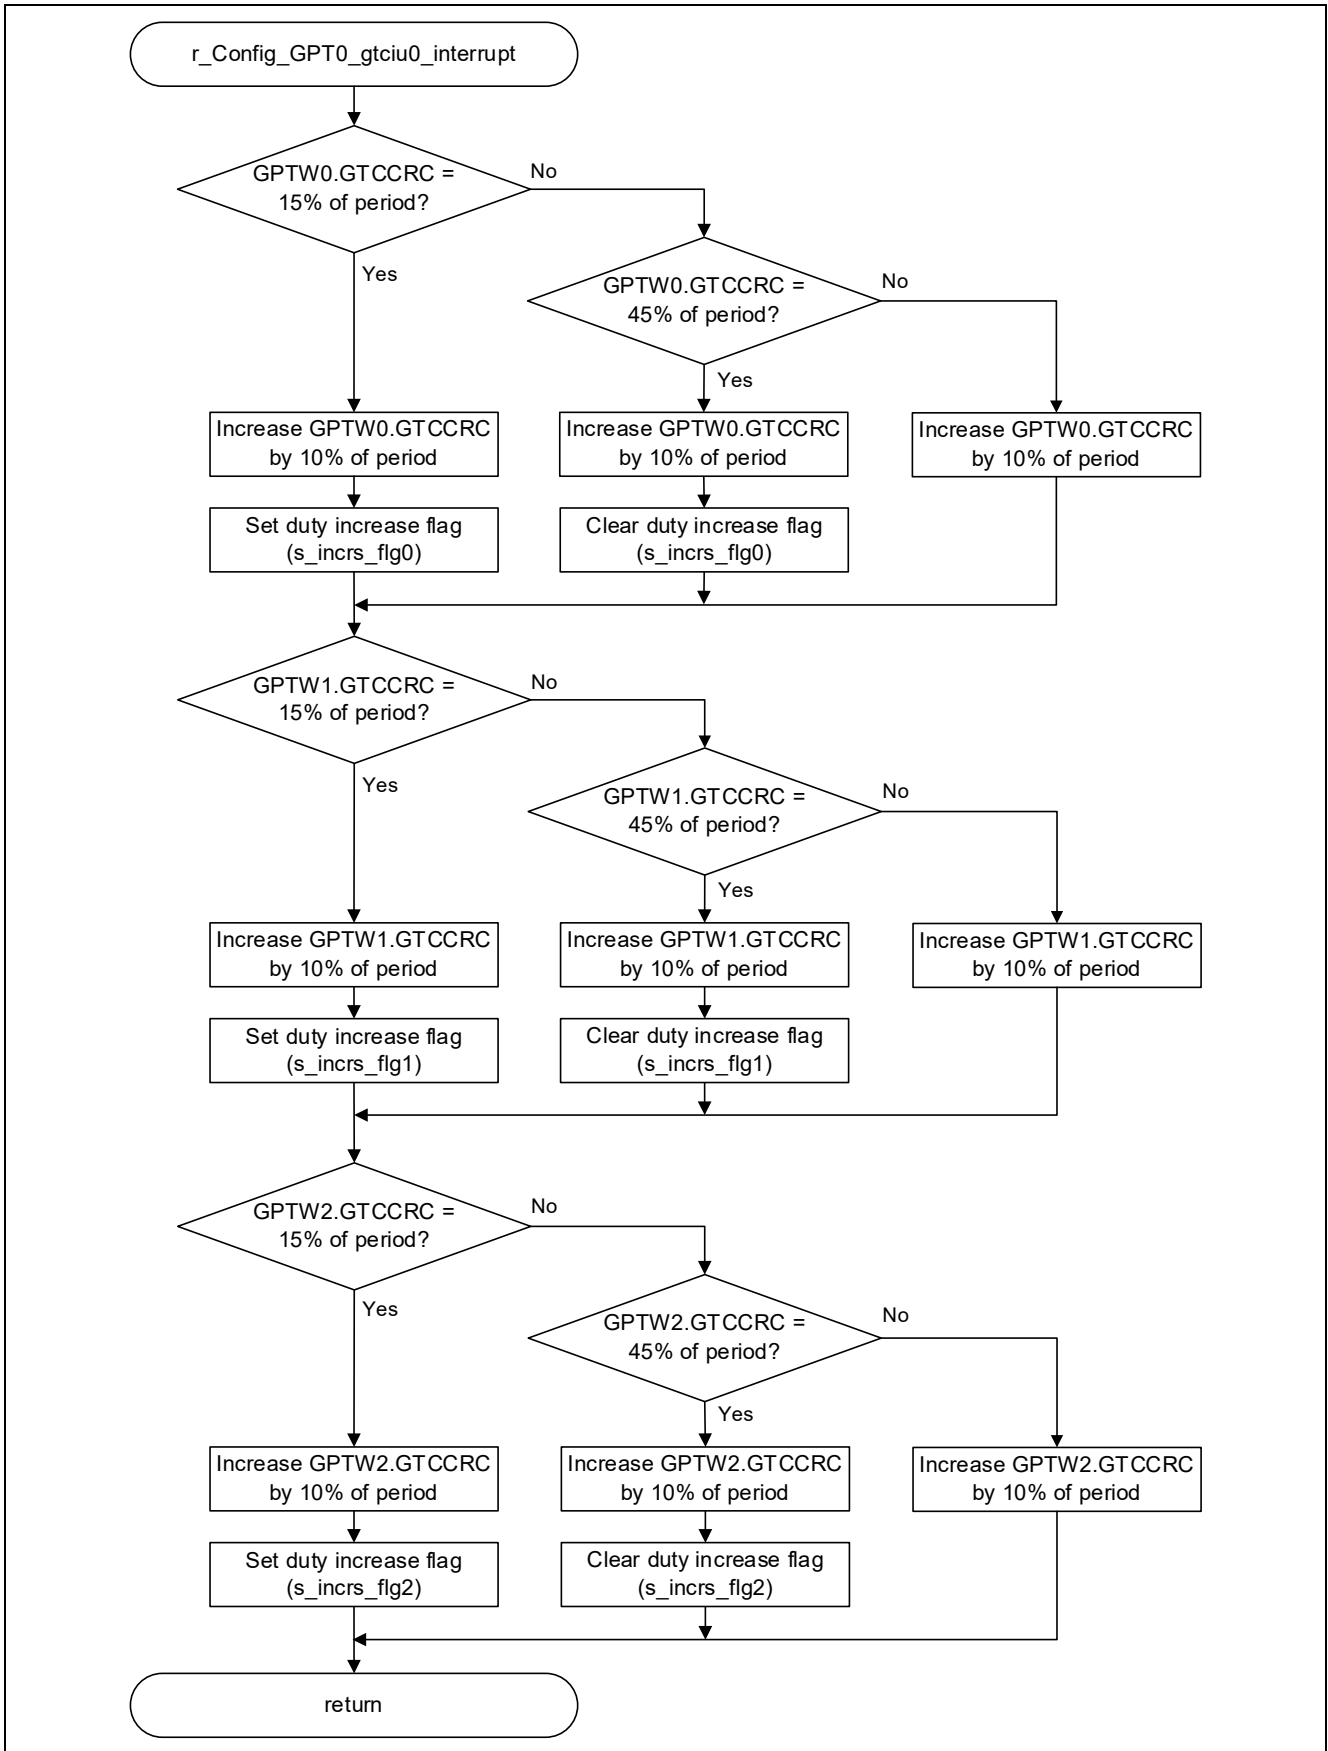 r_Config_GPT0_gtciu0_interrupt
GPTW0.GTCCRC =
15% of period?
No
Yes
GPTW0.GTCCRC =
45% of period?
No
Yes
Increase GPTW0.GTCCRC
by 10% of period
Increase GPTW0.GTCCRC
by 10% of period
Increase GPTW0.GTCCRC
by 10% of period
Set duty increase flag
(s_incrs_flg0)
Clear duty increase flag
(s_incrs_flg0)
GPTW1.GTCCRC =
15% of period?
No
Yes
GPTW1.GTCCRC =
45% of period?
No
Yes
Increase GPTW1.GTCCRC
by 10% of period
Increase GPTW1.GTCCRC
by 10% of period
Increase GPTW1.GTCCRC
by 10% of period
Set duty increase flag
(s_incrs_flg1)
Clear duty increase flag
(s_incrs_flg1)
GPTW2.GTCCRC =
15% of period?
No
Yes
GPTW2.GTCCRC =
45% of period?
No
Yes
Increase GPTW2.GTCCRC
by 10% of period
Increase GPTW2.GTCCRC
by 10% of period
Increase GPTW2.GTCCRC
by 10% of period
Set duty increase flag
(s_incrs_flg2)
Clear duty increase flag
(s_incrs_flg2)
return